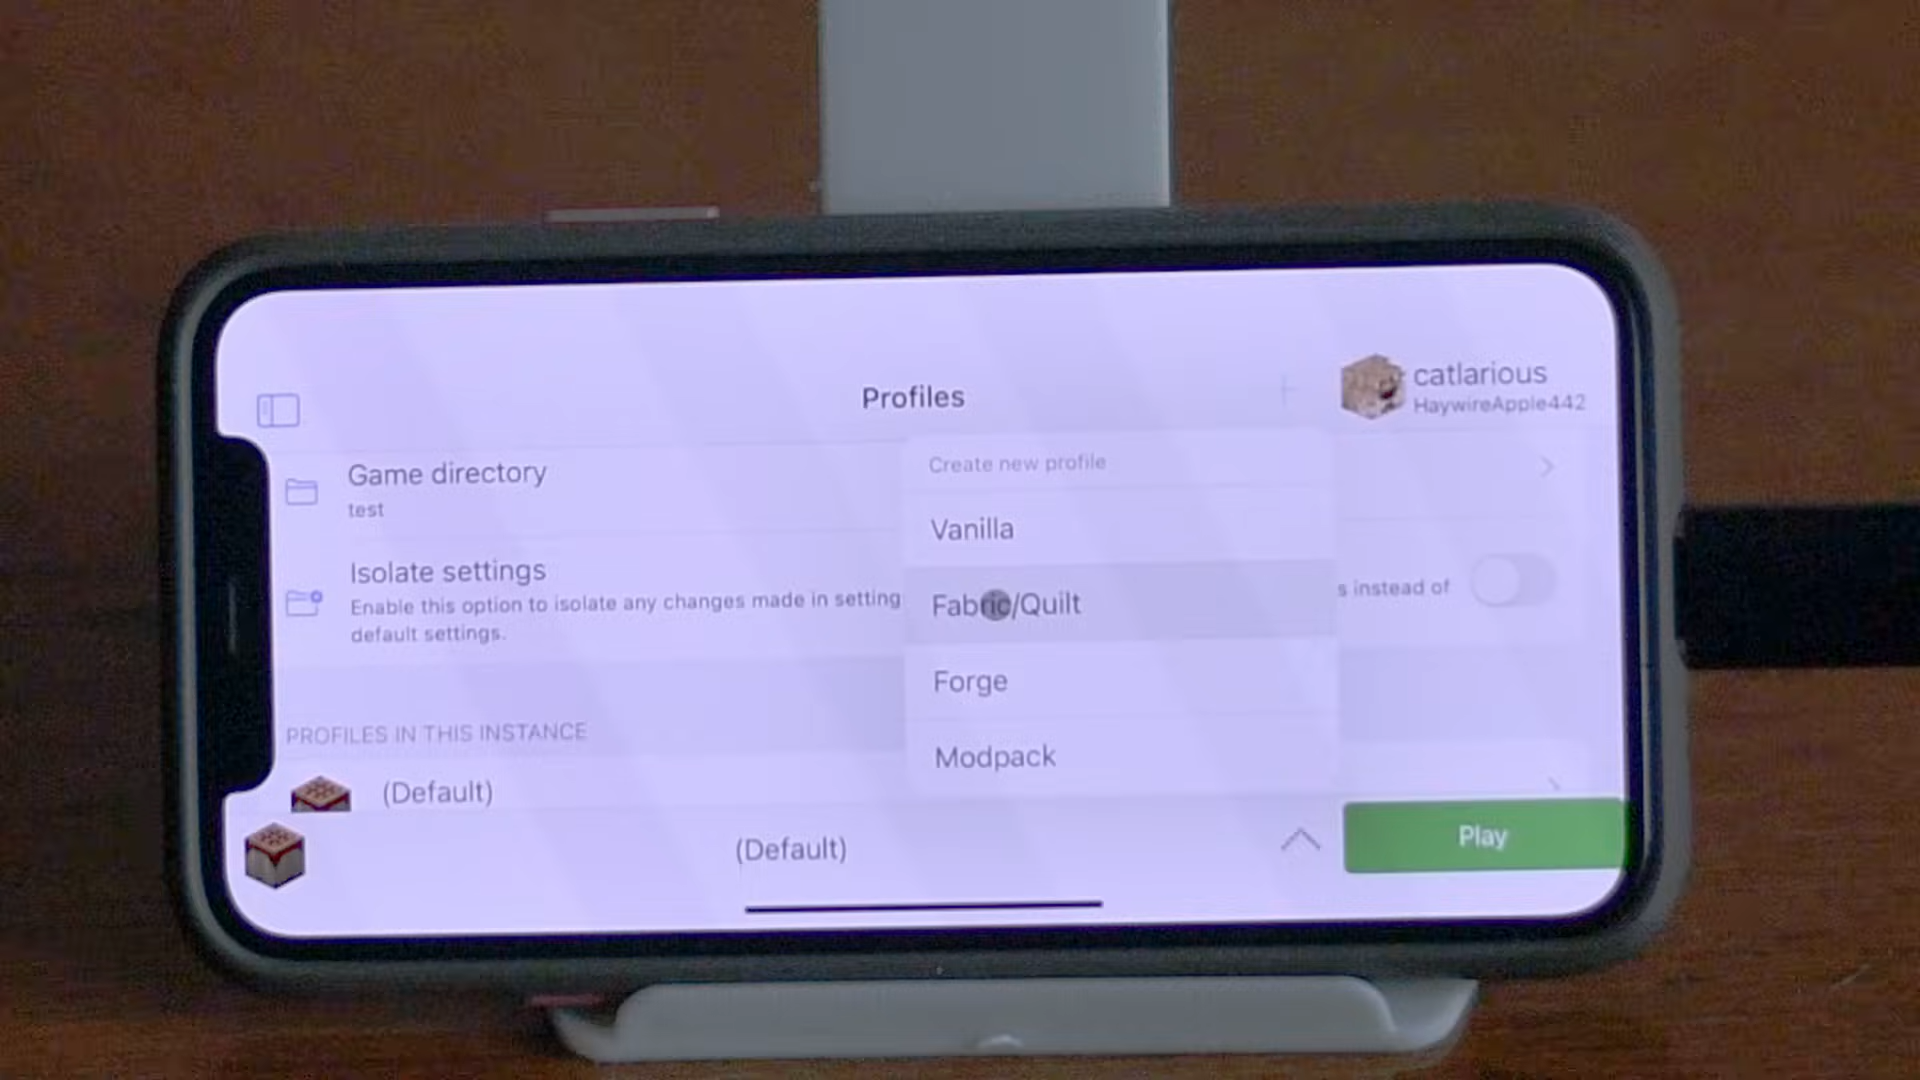 Profiles
catlarious
HaywireApple442
Game directory
test
Create new profile
Vanilla
Isolate settings
Enable this option to isolate any changes made in setting
s instead of
default settings.
Fabric/Quilt
Forge
PROFILES IN THIS INSTANCE
Modpack
(Default)
(Default)
Play